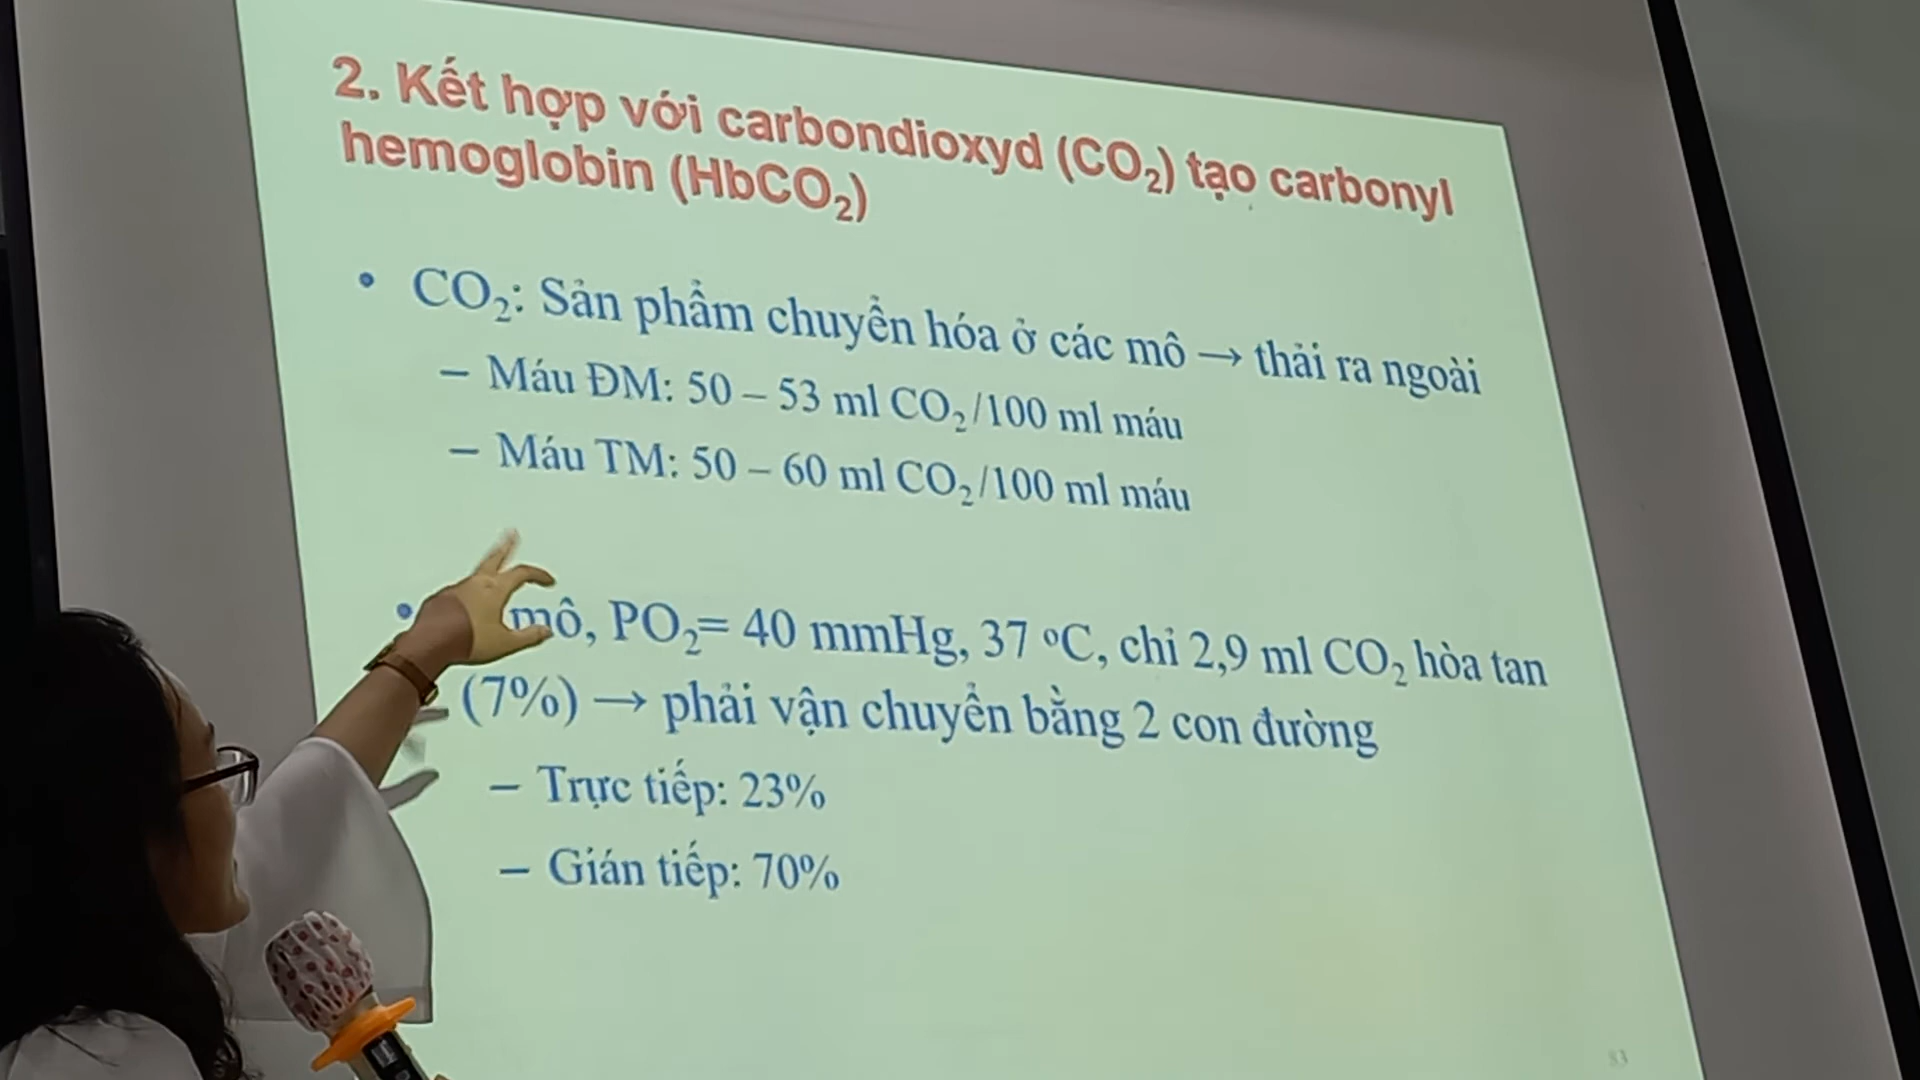 2. Kết hợp với carbondioxyd (CO₂) tạo carbonyl
hemoglobin (HbCO₂)
• CO₂: Sản phẩm chuyển hóa ở các mô → thải ra ngoài
– Máu ĐM: 50 – 53 ml CO₂/100 ml máu
– Máu TM: 50 – 60 ml CO₂/100 ml máu
• mô, PO₂= 40 mmHg, 37 ᵒC, chỉ 2,9 ml CO₂ hòa tan
(7%) → phải vận chuyển bằng 2 con đường
– Trực tiếp: 23%
– Gián tiếp: 70%
83